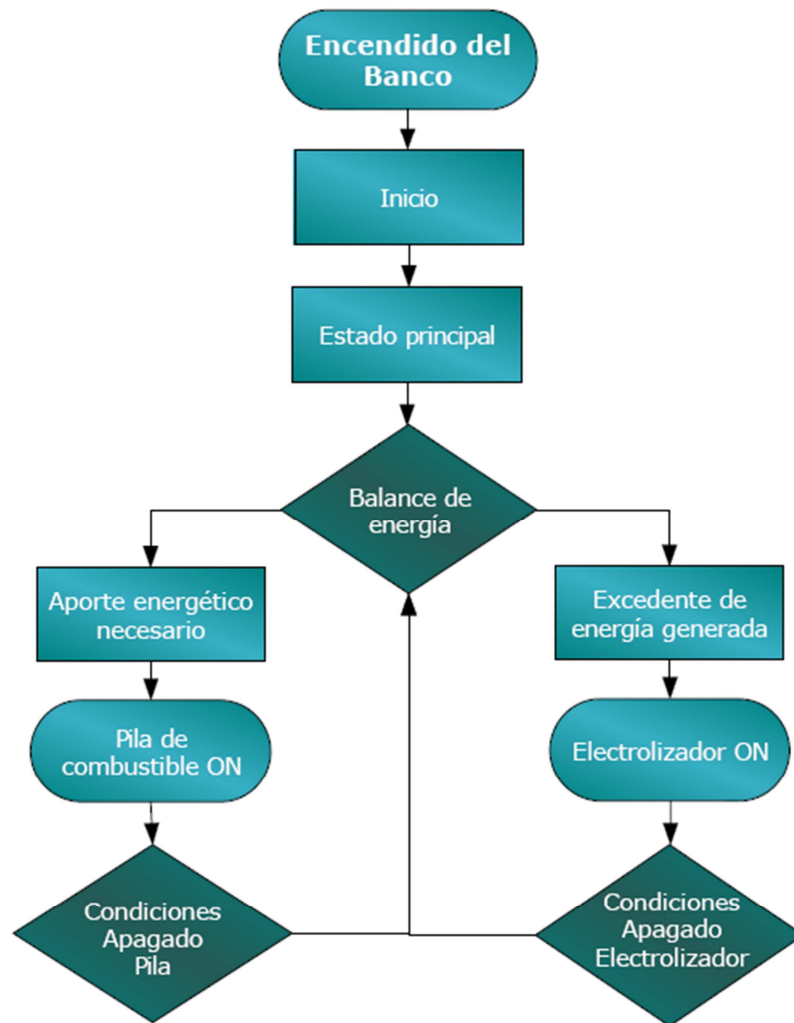 Encendido del
Banco
Inicio
Estado principal
Balance de
energía
Aporte energético
necesario
Excedente de
energía generada
Pila de
combustible ON
Electrolizador ON
Condiciones
Apagado
Pila
Condiciones
Apagado
Electrolizador